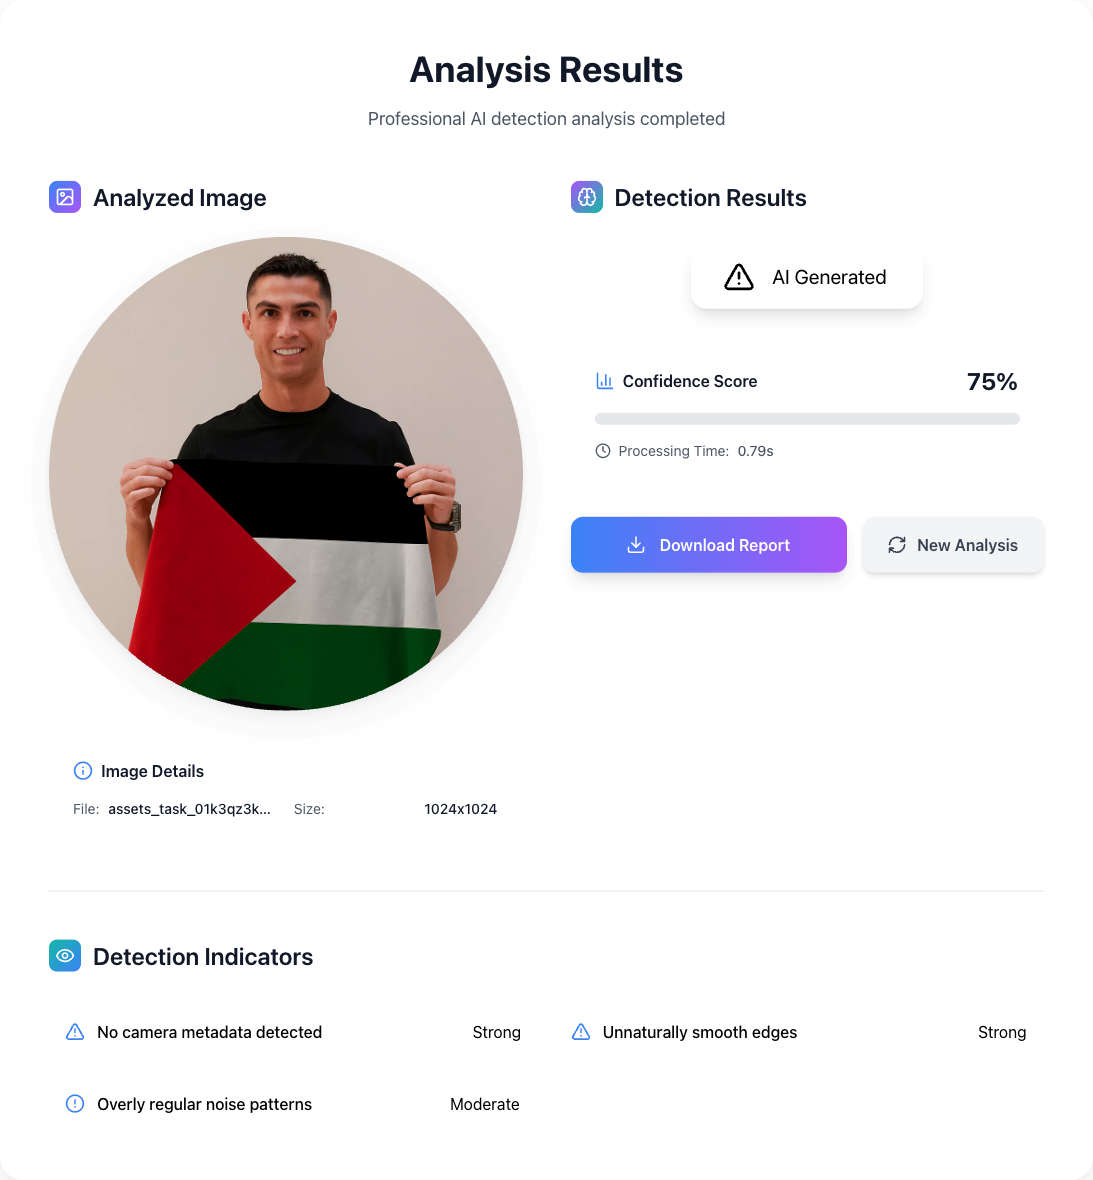 Analysis Results
Professional AI detection analysis completed
Analyzed Image
Detection Results
AI Generated
Confidence Score 75%
Processing Time: 0.79s
Download Report
New Analysis
Image Details
File: assets_task_01k3qz3k... Size: 1024x1024
Detection Indicators
No camera metadata detected Strong
Unnaturally smooth edges Strong
Overly regular noise patterns Moderate